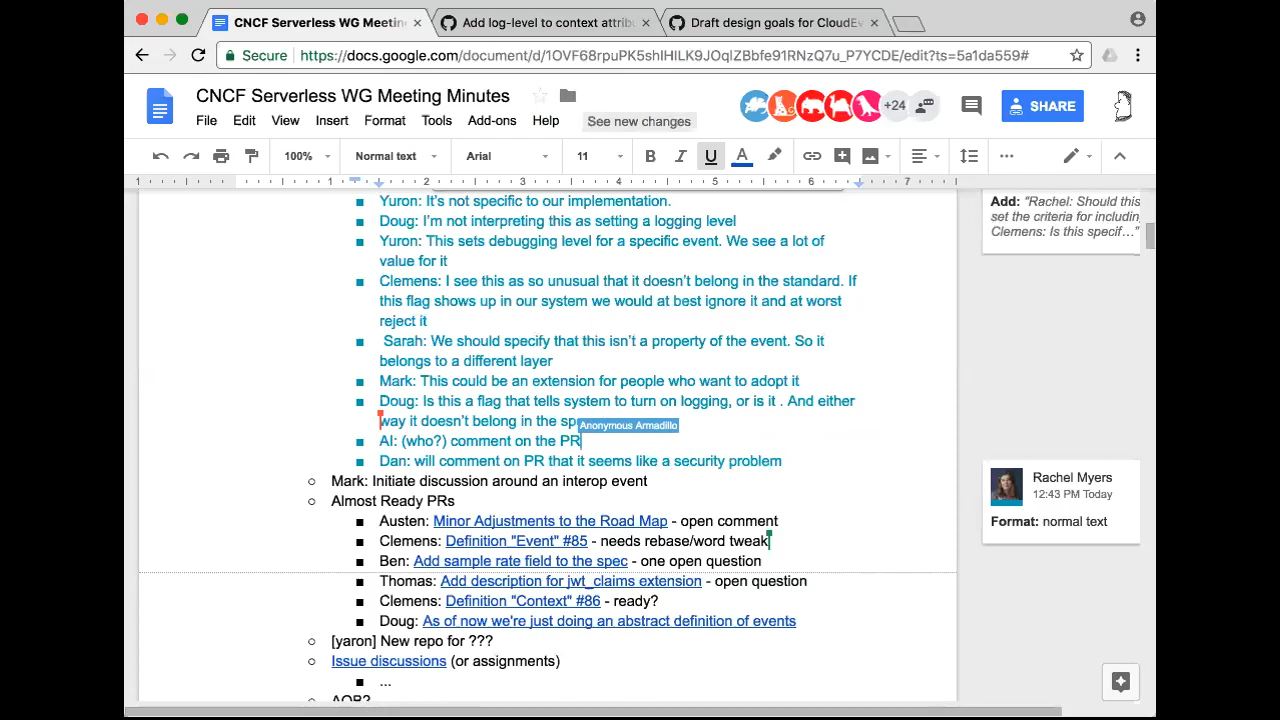 CNCF Serverless WG Meetin
Add log-level to context attrib
Draft design goals for CloudEv
Secure
https://docs.google.com/document/d/1OVF68rpuPK5shIHILK9JOqlZBbfe91RNzQ7u_P7YCDE/edit?ts=5a1da559#
CNCF Serverless WG Meeting Minutes
+24
SHARE
File Edit View Insert Format Tools Add-ons Help See new changes
100% Normal text Arial 11 B I U A
1 1 2 3 4 5 6 7
Yuron: It's not specific to our implementation.
Doug: I'm not interpreting this as setting a logging level
Yuron: This sets debugging level for a specific event. We see a lot of
value for it
Clemens: I see this as so unusual that it doesn't belong in the standard. If
this flag shows up in our system we would at best ignore it and at worst
reject it
Sarah: We should specify that this isn't a property of the event. So it
belongs to a different layer
Mark: This could be an extension for people who want to adopt it
Doug: Is this a flag that tells system to turn on logging, or is it . And either
way it doesn't belong in the sp
Anonymous Armadillo
AI: (who?) comment on the PR
Dan: will comment on PR that it seems like a security problem
Mark: Initiate discussion around an interop event
Almost Ready PRs
Austen: Minor Adjustments to the Road Map - open comment
Clemens: Definition "Event" #85 - needs rebase/word tweak
Ben: Add sample rate field to the spec - one open question
Thomas: Add description for jwt_claims extension - open question
Clemens: Definition "Context" #86 - ready?
Doug: As of now we're just doing an abstract definition of events
[yaron] New repo for ???
Issue discussions (or assignments)
...
AOB?
Add: "Rachel: Should this
set the criteria for including
Clemens: Is this specif…"
Rachel Myers
12:43 PM Today
Format: normal text